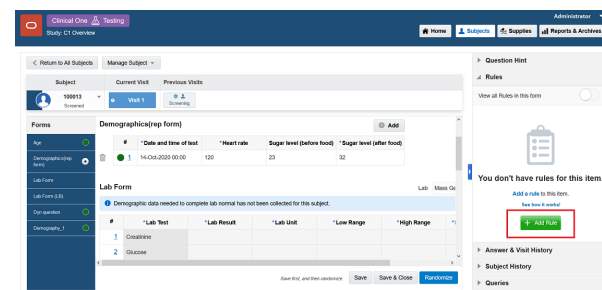 Clinical One Testing
Study: C1 Overview
Administrator
Home
Subjects
Supplies
Reports & Archives
Return to All Subjects
Manage Subject
Subject
Current Visit
Previous Visits
100013
Screened
Visit 1
Screening
Forms
Age
Demographics(rep form)
Lab Form
Lab Form (LB)
Dyn question
Demography_1
Demographics(rep form)
Add
# *Date and time of test *Heart rate Sugar level (before food) *Sugar level (after food)
1 14-Oct-2020 00:00 120 23 32
Lab Form
Lab Mass Ge
Demographic data needed to complete lab normal has not been collected for this subject.
# *Lab Test *Lab Result *Lab Unit *Low Range *High Range
1 Creatinine
2 Glucose
Save first, and then randomize
Save
Save & Close
Randomize
Question Hint
Rules
View all Rules in this form
You don't have rules for this item.
Add a rule to this item.
See how it works!
+ Add Rule
Answer & Visit History
Subject History
Queries